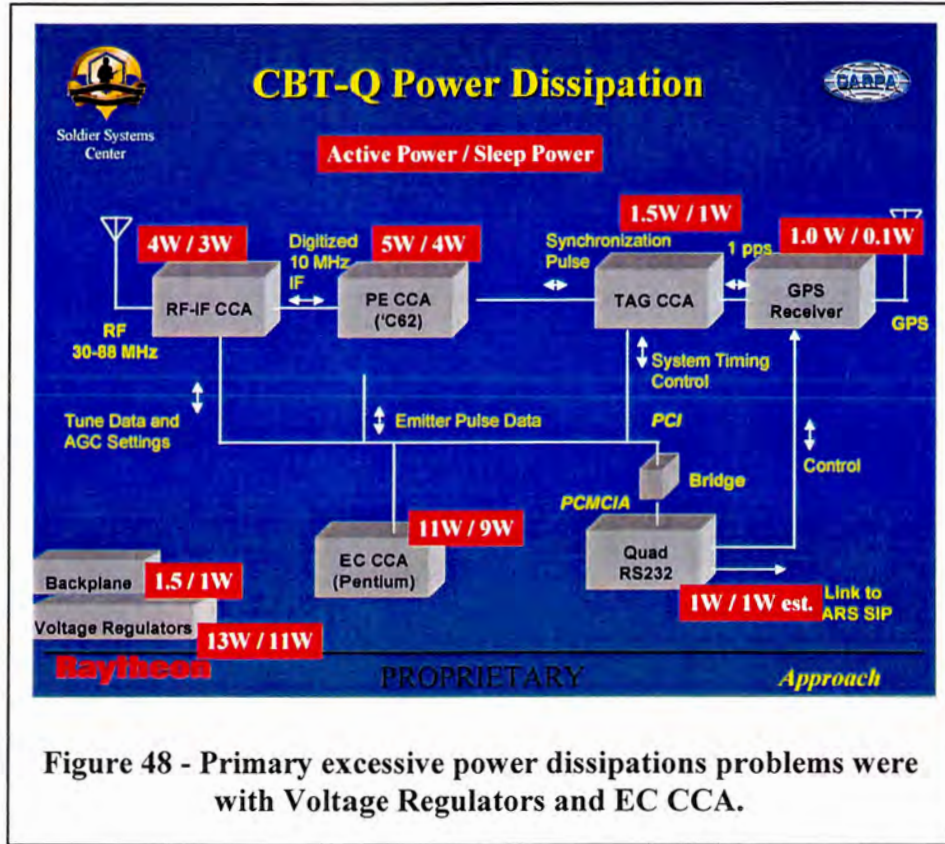 CBT-Q Power Dissipation
DARPA
Soldier Systems
Center
Active Power / Sleep Power
4W / 3W
Digitized
10 MHz
IF
5W / 4W
Synchronization
Pulse
1.5W / 1W
1 pps
1.0 W / 0.1W
RF-IF CCA
PE CCA
('C62)
TAG CCA
GPS
Receiver
RF
30-88 MHz
GPS
System Timing
Control
Tune Data and
AGC Settings
Emitter Pulse Data
PCI
Control
Bridge
PCMCIA
11W / 9W
EC CCA
(Pentium)
Quad
RS232
Backplane
1.5 / 1W
1W / 1W est.
Link to
ARS SIP
Voltage Regulators
13W / 11W
Raytheon
PROPRIETARY
Approach
Figure 48 - Primary excessive power dissipations problems were
with Voltage Regulators and EC CCA.